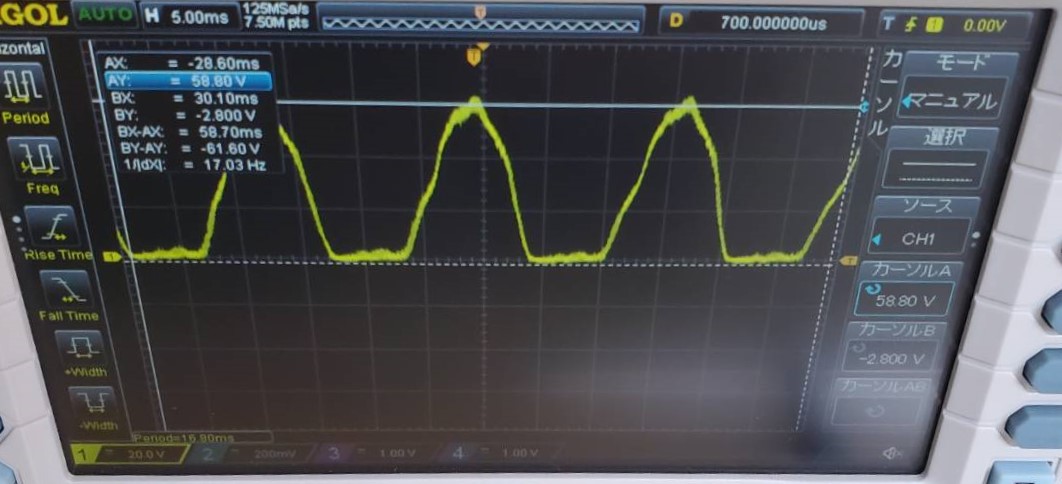 IGOL AUTO H 5.00ms 125MSa/s 7.50M pts T D 700.000000us T 1 0.00V
zontal
Period
Freq
Rise Time
Fall Time
+Width
-Width
AX: = -28.60ms
AY: = 58.80 V
BX: = 30.10ms
BY: = -2.800 V
BX-AX: = 58.70ms
BY-AY: = -61.60 V
1/|dX|: = 17.03 Hz
T
1
T
カーソル
モード
マニュアル
選択
ソース
CH1
カーソルA
58.80 V
カーソルB
-2.800 V
カーソルAB
Period=16.90ms
1 = 20.0 V 2 = 200mV 3 = 1.00 V 4 = 1.00 V